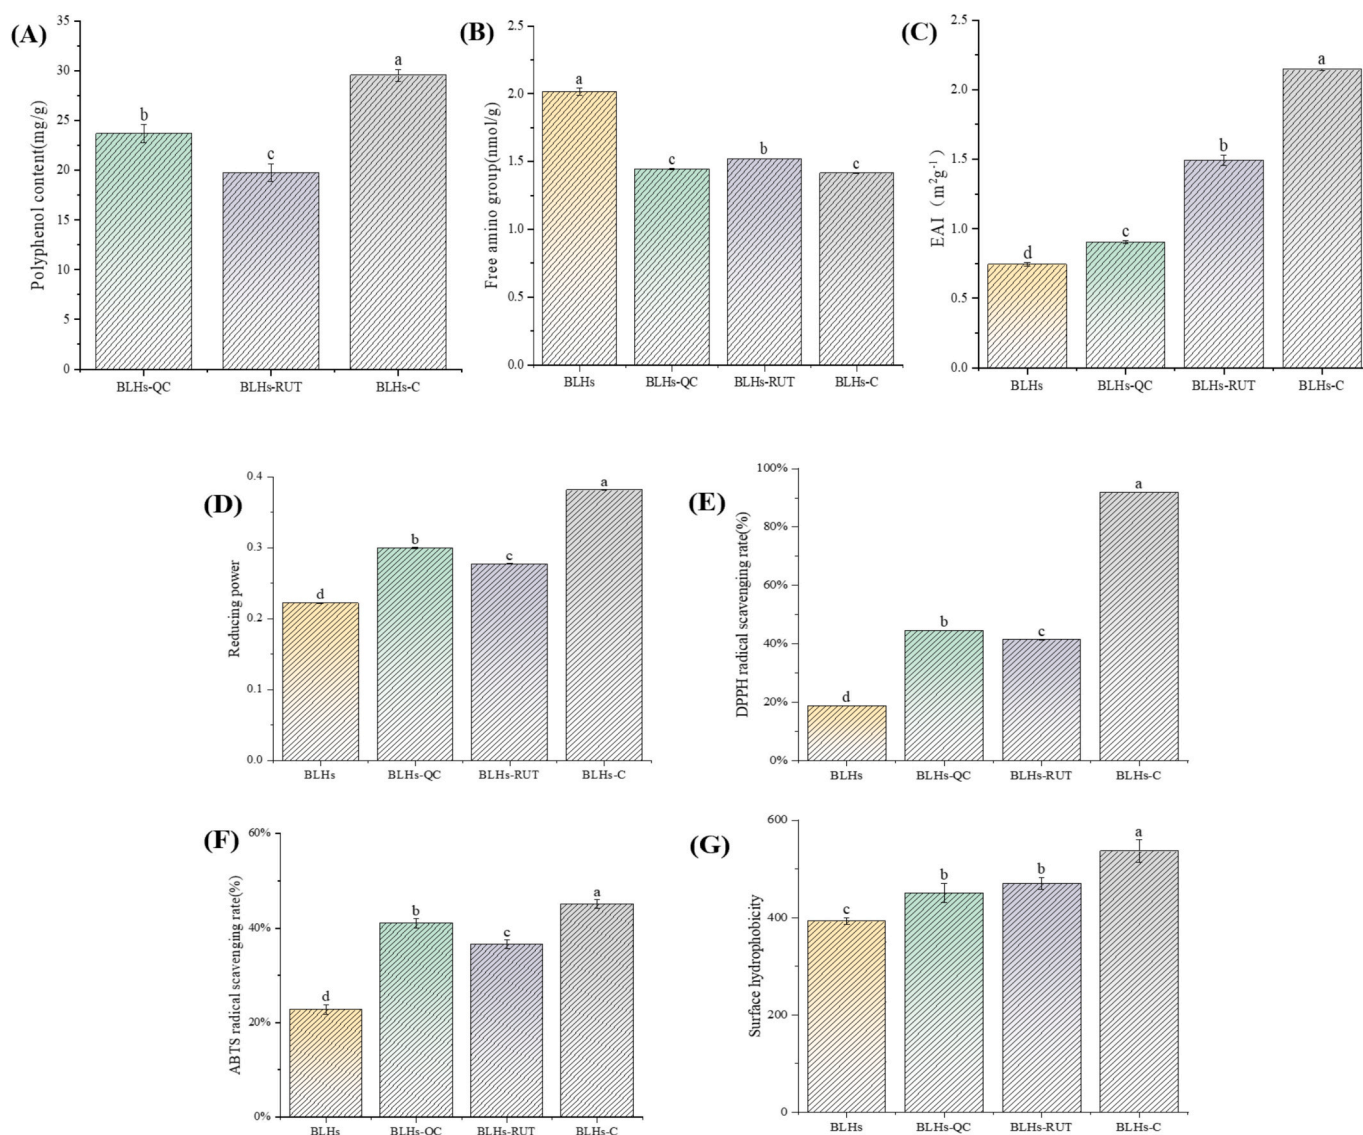 (A)
Polyphenol content(mg/g)
35
30
25
20
15
10
5
0
b
c
a
BLHs-QC
BLHs-RUT
BLHs-C
(B)
Free amino group(nmol/g)
2.5
2.0
1.5
1.0
0.5
0.0
a
c
b
c
BLHs
BLHs-QC
BLHs-RUT
BLHs-C
(C)
EAI（m²g⁻¹）
2.5
2.0
1.5
1.0
0.5
0.0
d
c
b
a
BLHs
BLHs-QC
BLHs-RUT
BLHs-C
(D)
Reducing power
0.4
0.3
0.2
0.1
0.0
d
b
c
a
BLHs
BLHs-QC
BLHs-RUT
BLHs-C
(E)
DPPH radical scavenging rate(%)
100%
80%
60%
40%
20%
0%
d
b
c
a
BLHs
BLHs-QC
BLHs-RUT
BLHs-C
(F)
ABTS radical scavenging rate(%)
60%
40%
20%
0%
d
b
c
a
BLHs
BLHs-QC
BLHs-RUT
BLHs-C
(G)
Surface hydrophobicity
600
400
200
0
c
b
b
a
BLHs
BLHs-QC
BLHs-RUT
BLHs-C